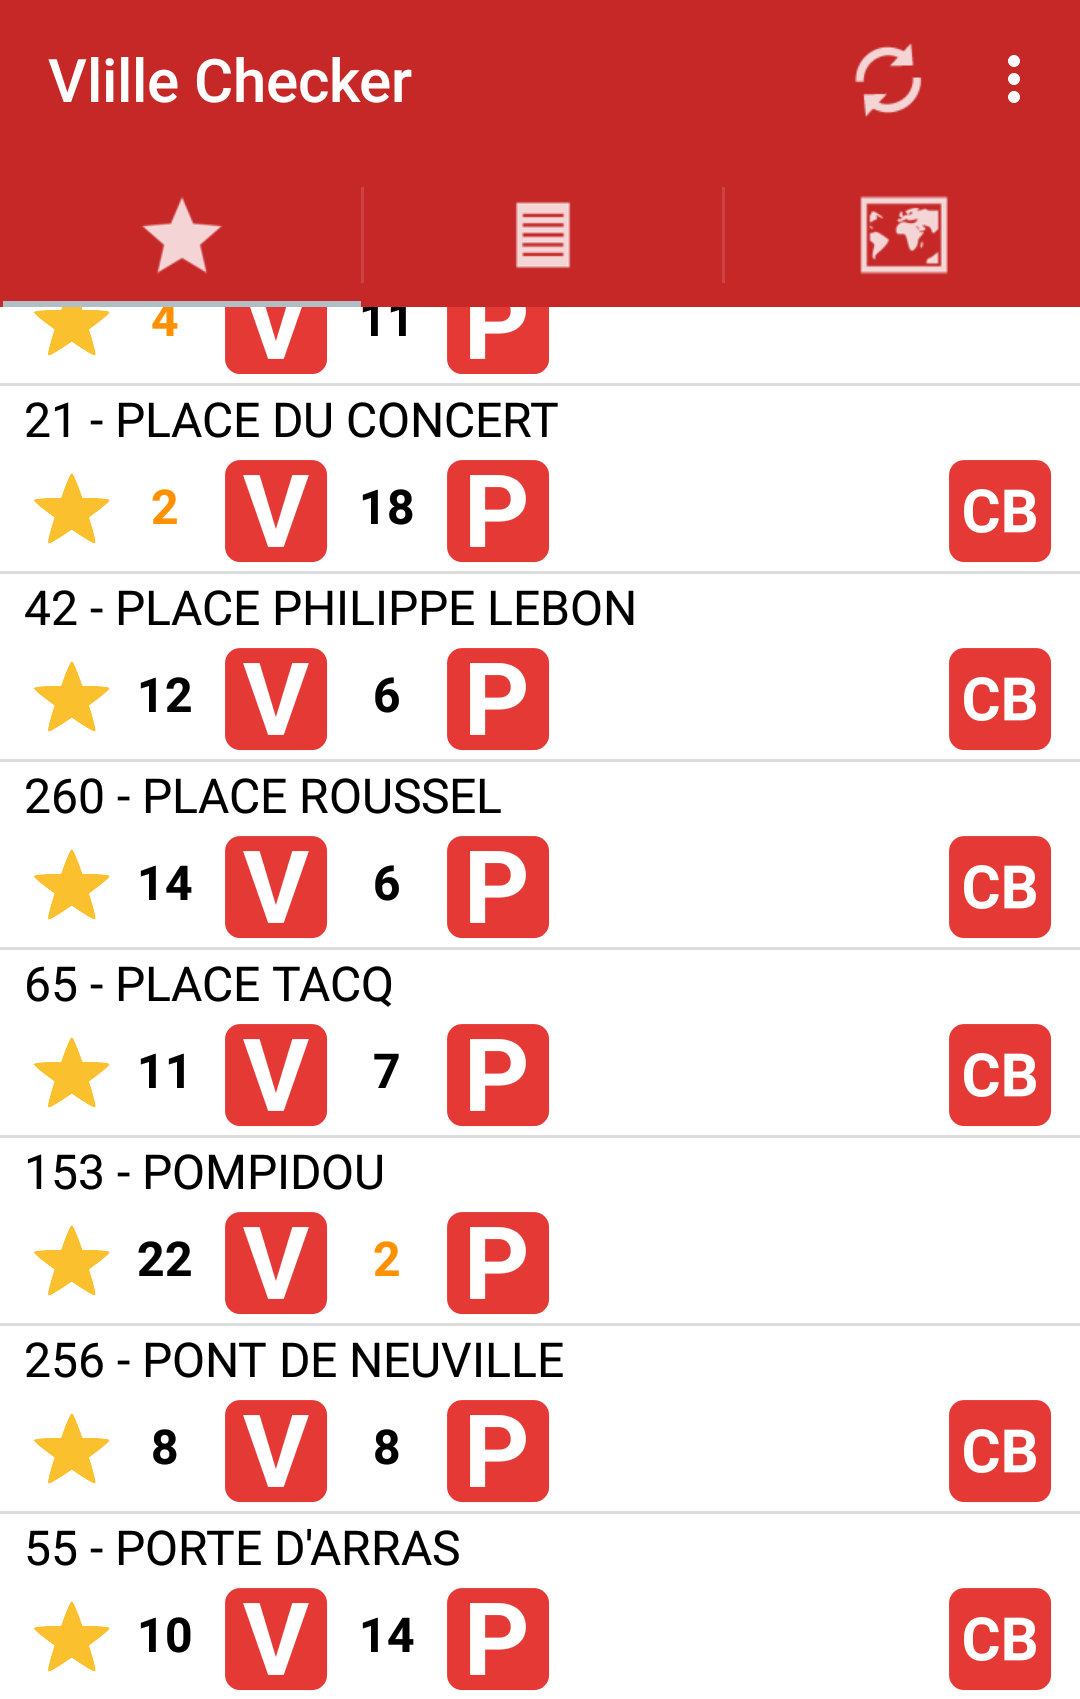 Vlille Checker
4 V 11 P
21 - PLACE DU CONCERT
2 V 18 P CB
42 - PLACE PHILIPPE LEBON
12 V 6 P CB
260 - PLACE ROUSSEL
14 V 6 P CB
65 - PLACE TACQ
11 V 7 P CB
153 - POMPIDOU
22 V 2 P
256 - PONT DE NEUVILLE
8 V 8 P CB
55 - PORTE D'ARRAS
10 V 14 P CB